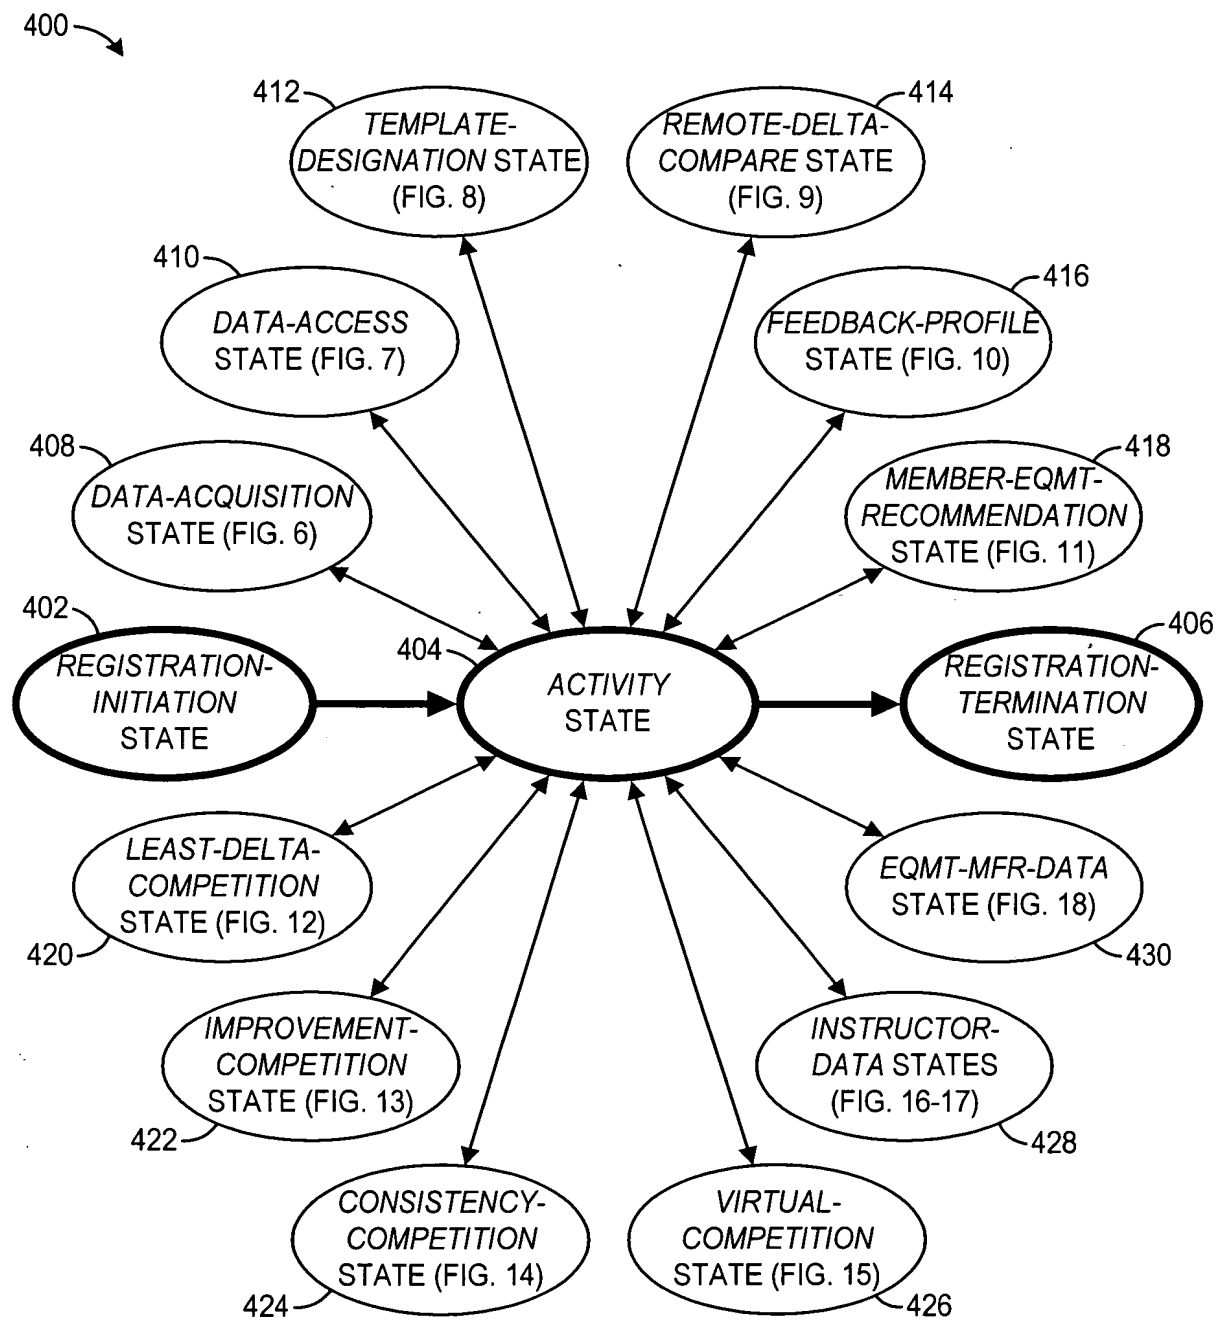 400
412
TEMPLATE-
DESIGNATION STATE
(FIG. 8)
414
REMOTE-DELTA-
COMPARE STATE
(FIG. 9)
410
DATA-ACCESS
STATE (FIG. 7)
416
FEEDBACK-PROFILE
STATE (FIG. 10)
408
DATA-ACQUISITION
STATE (FIG. 6)
418
MEMBER-EQMT-
RECOMMENDATION
STATE (FIG. 11)
402
REGISTRATION-
INITIATION
STATE
404
ACTIVITY
STATE
406
REGISTRATION-
TERMINATION
STATE
LEAST-DELTA-
COMPETITION
STATE (FIG. 12)
420
EQMT-MFR-DATA
STATE (FIG. 18)
430
IMPROVEMENT-
COMPETITION
STATE (FIG. 13)
422
INSTRUCTOR-
DATA STATES
(FIG. 16-17)
428
CONSISTENCY-
COMPETITION
STATE (FIG. 14)
424
VIRTUAL-
COMPETITION
STATE (FIG. 15)
426